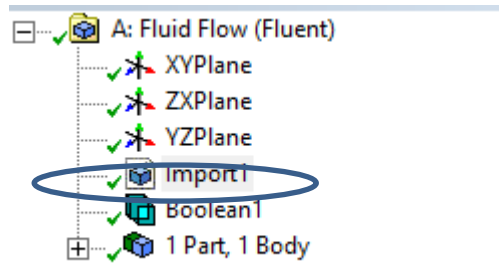 A: Fluid Flow (Fluent)
XYPlane
ZXPlane
YZPlane
Import1
Boolean1
1 Part, 1 Body